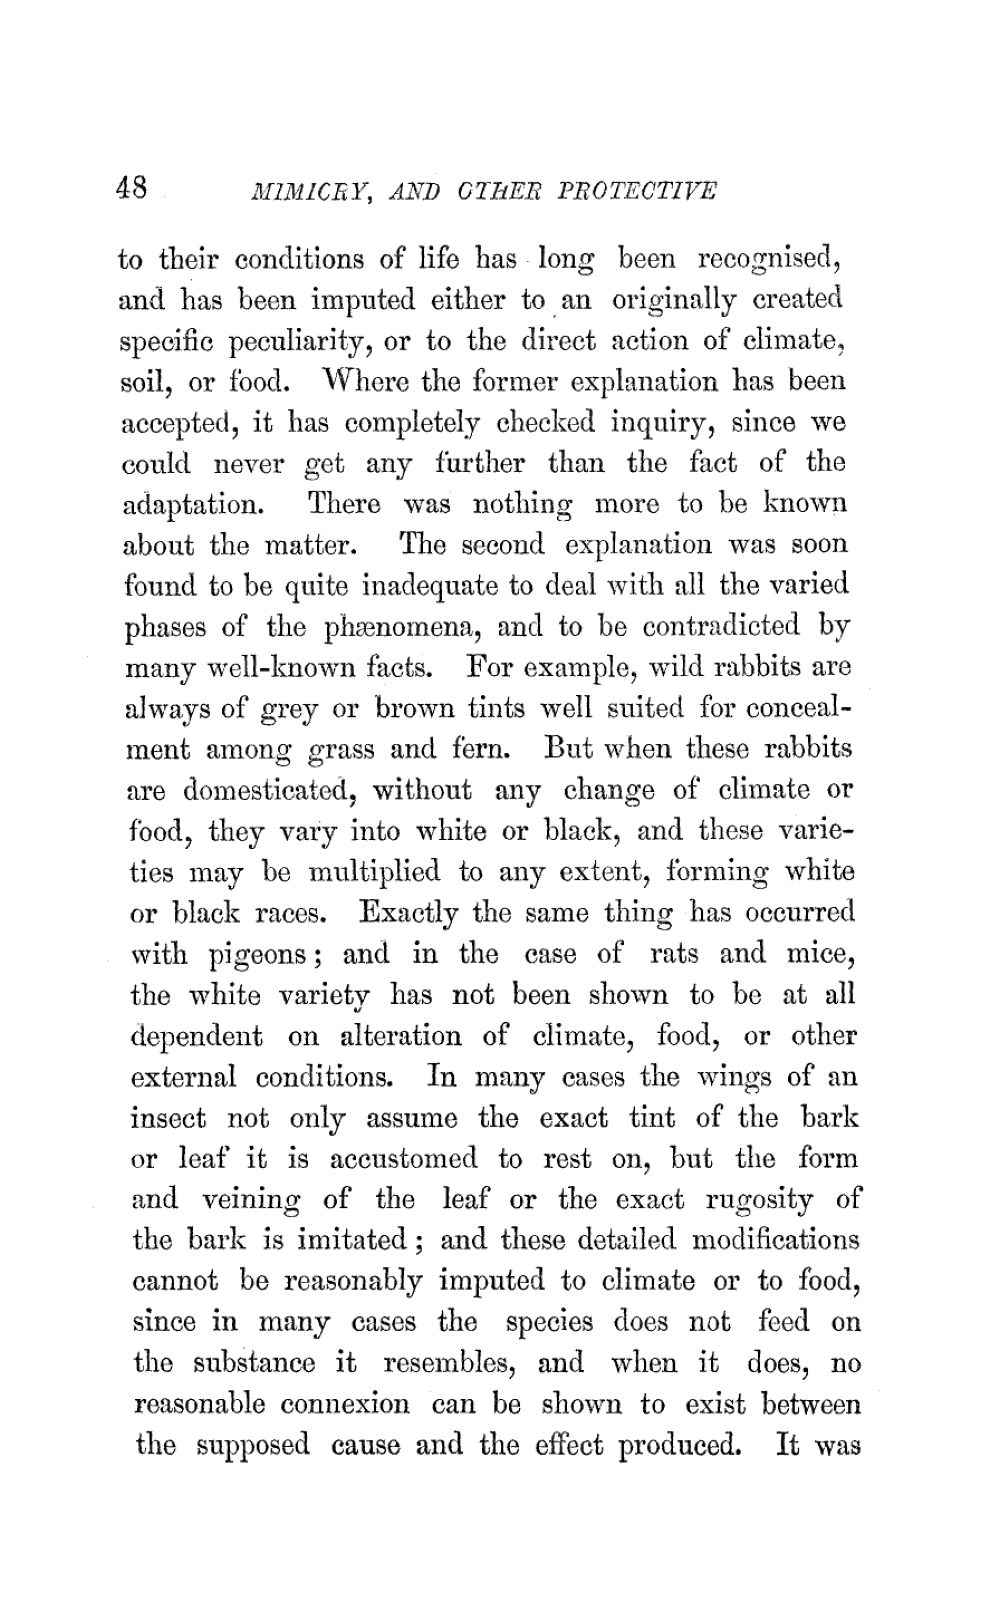 48 MIMICRY, AND OTHER PROTECTIVE
to their conditions of life has long been recognised,
and has been imputed either to an originally created
specific peculiarity, or to the direct action of climate,
soil, or food. Where the former explanation has been
accepted, it has completely checked inquiry, since we
could never get any further than the fact of the
adaptation. There was nothing more to be known
about the matter. The second explanation was soon
found to be quite inadequate to deal with all the varied
phases of the phænomena, and to be contradicted by
many well-known facts. For example, wild rabbits are
always of grey or brown tints well suited for conceal-
ment among grass and fern. But when these rabbits
are domesticated, without any change of climate or
food, they vary into white or black, and these varie-
ties may be multiplied to any extent, forming white
or black races. Exactly the same thing has occurred
with pigeons; and in the case of rats and mice,
the white variety has not been shown to be at all
dependent on alteration of climate, food, or other
external conditions. In many cases the wings of an
insect not only assume the exact tint of the bark
or leaf it is accustomed to rest on, but the form
and veining of the leaf or the exact rugosity of
the bark is imitated; and these detailed modifications
cannot be reasonably imputed to climate or to food,
since in many cases the species does not feed on
the substance it resembles, and when it does, no
reasonable connexion can be shown to exist between
the supposed cause and the effect produced. It was